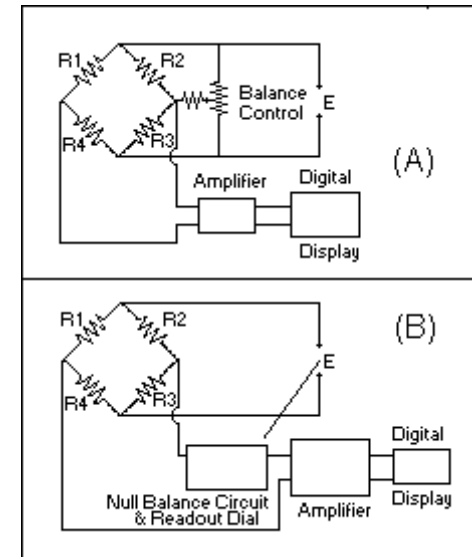 R1
R2
R4
R3
Balance
Control
E
(A)
Amplifier
Digital
Display
R1
R2
R4
R3
E
(B)
Null Balance Circuit
& Readout Dial
Amplifier
Digital
Display